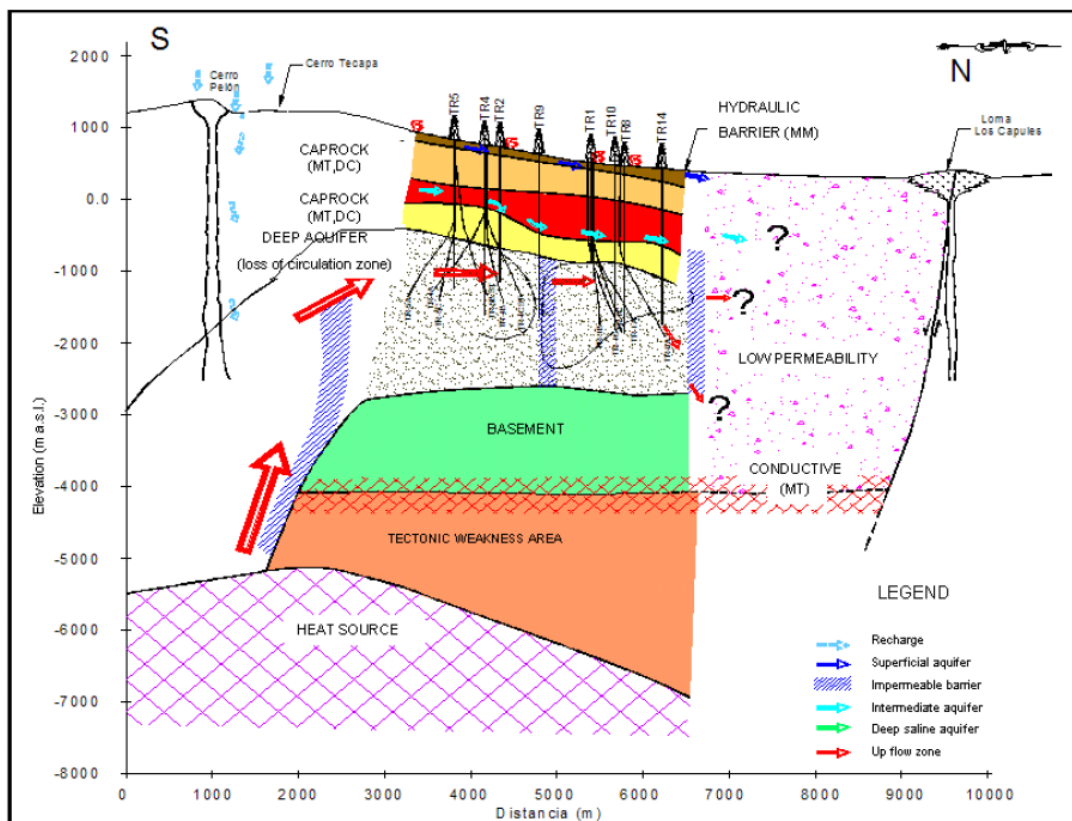 S
N
Cerro
Pelón
Cerro Tecapa
TR5
TR4
TR2
TR9
TR1
TR10
TR8
TR14
HYDRAULIC
BARRIER (MM)
Loma
Los Capules
CAPROCK
(MT,DC)
CAPROCK
(MT,DC)
DEEP AQUIFER
(loss of circulation zone)
?
?
?
LOW PERMEABILITY
BASEMENT
CONDUCTIVE
(MT)
TECTONIC WEAKNESS AREA
HEAT SOURCE
LEGEND
Recharge
Superficial aquifer
Impermeable barrier
Intermediate aquifer
Deep saline aquifer
Up flow zone
Elevation (m a.s.l.)
2000
1000
0.0
-1000
-2000
-3000
-4000
-5000
-6000
-7000
-8000
0
1000
2000
3000
4000
5000
6000
7000
8000
9000
10000
Distancia (m)